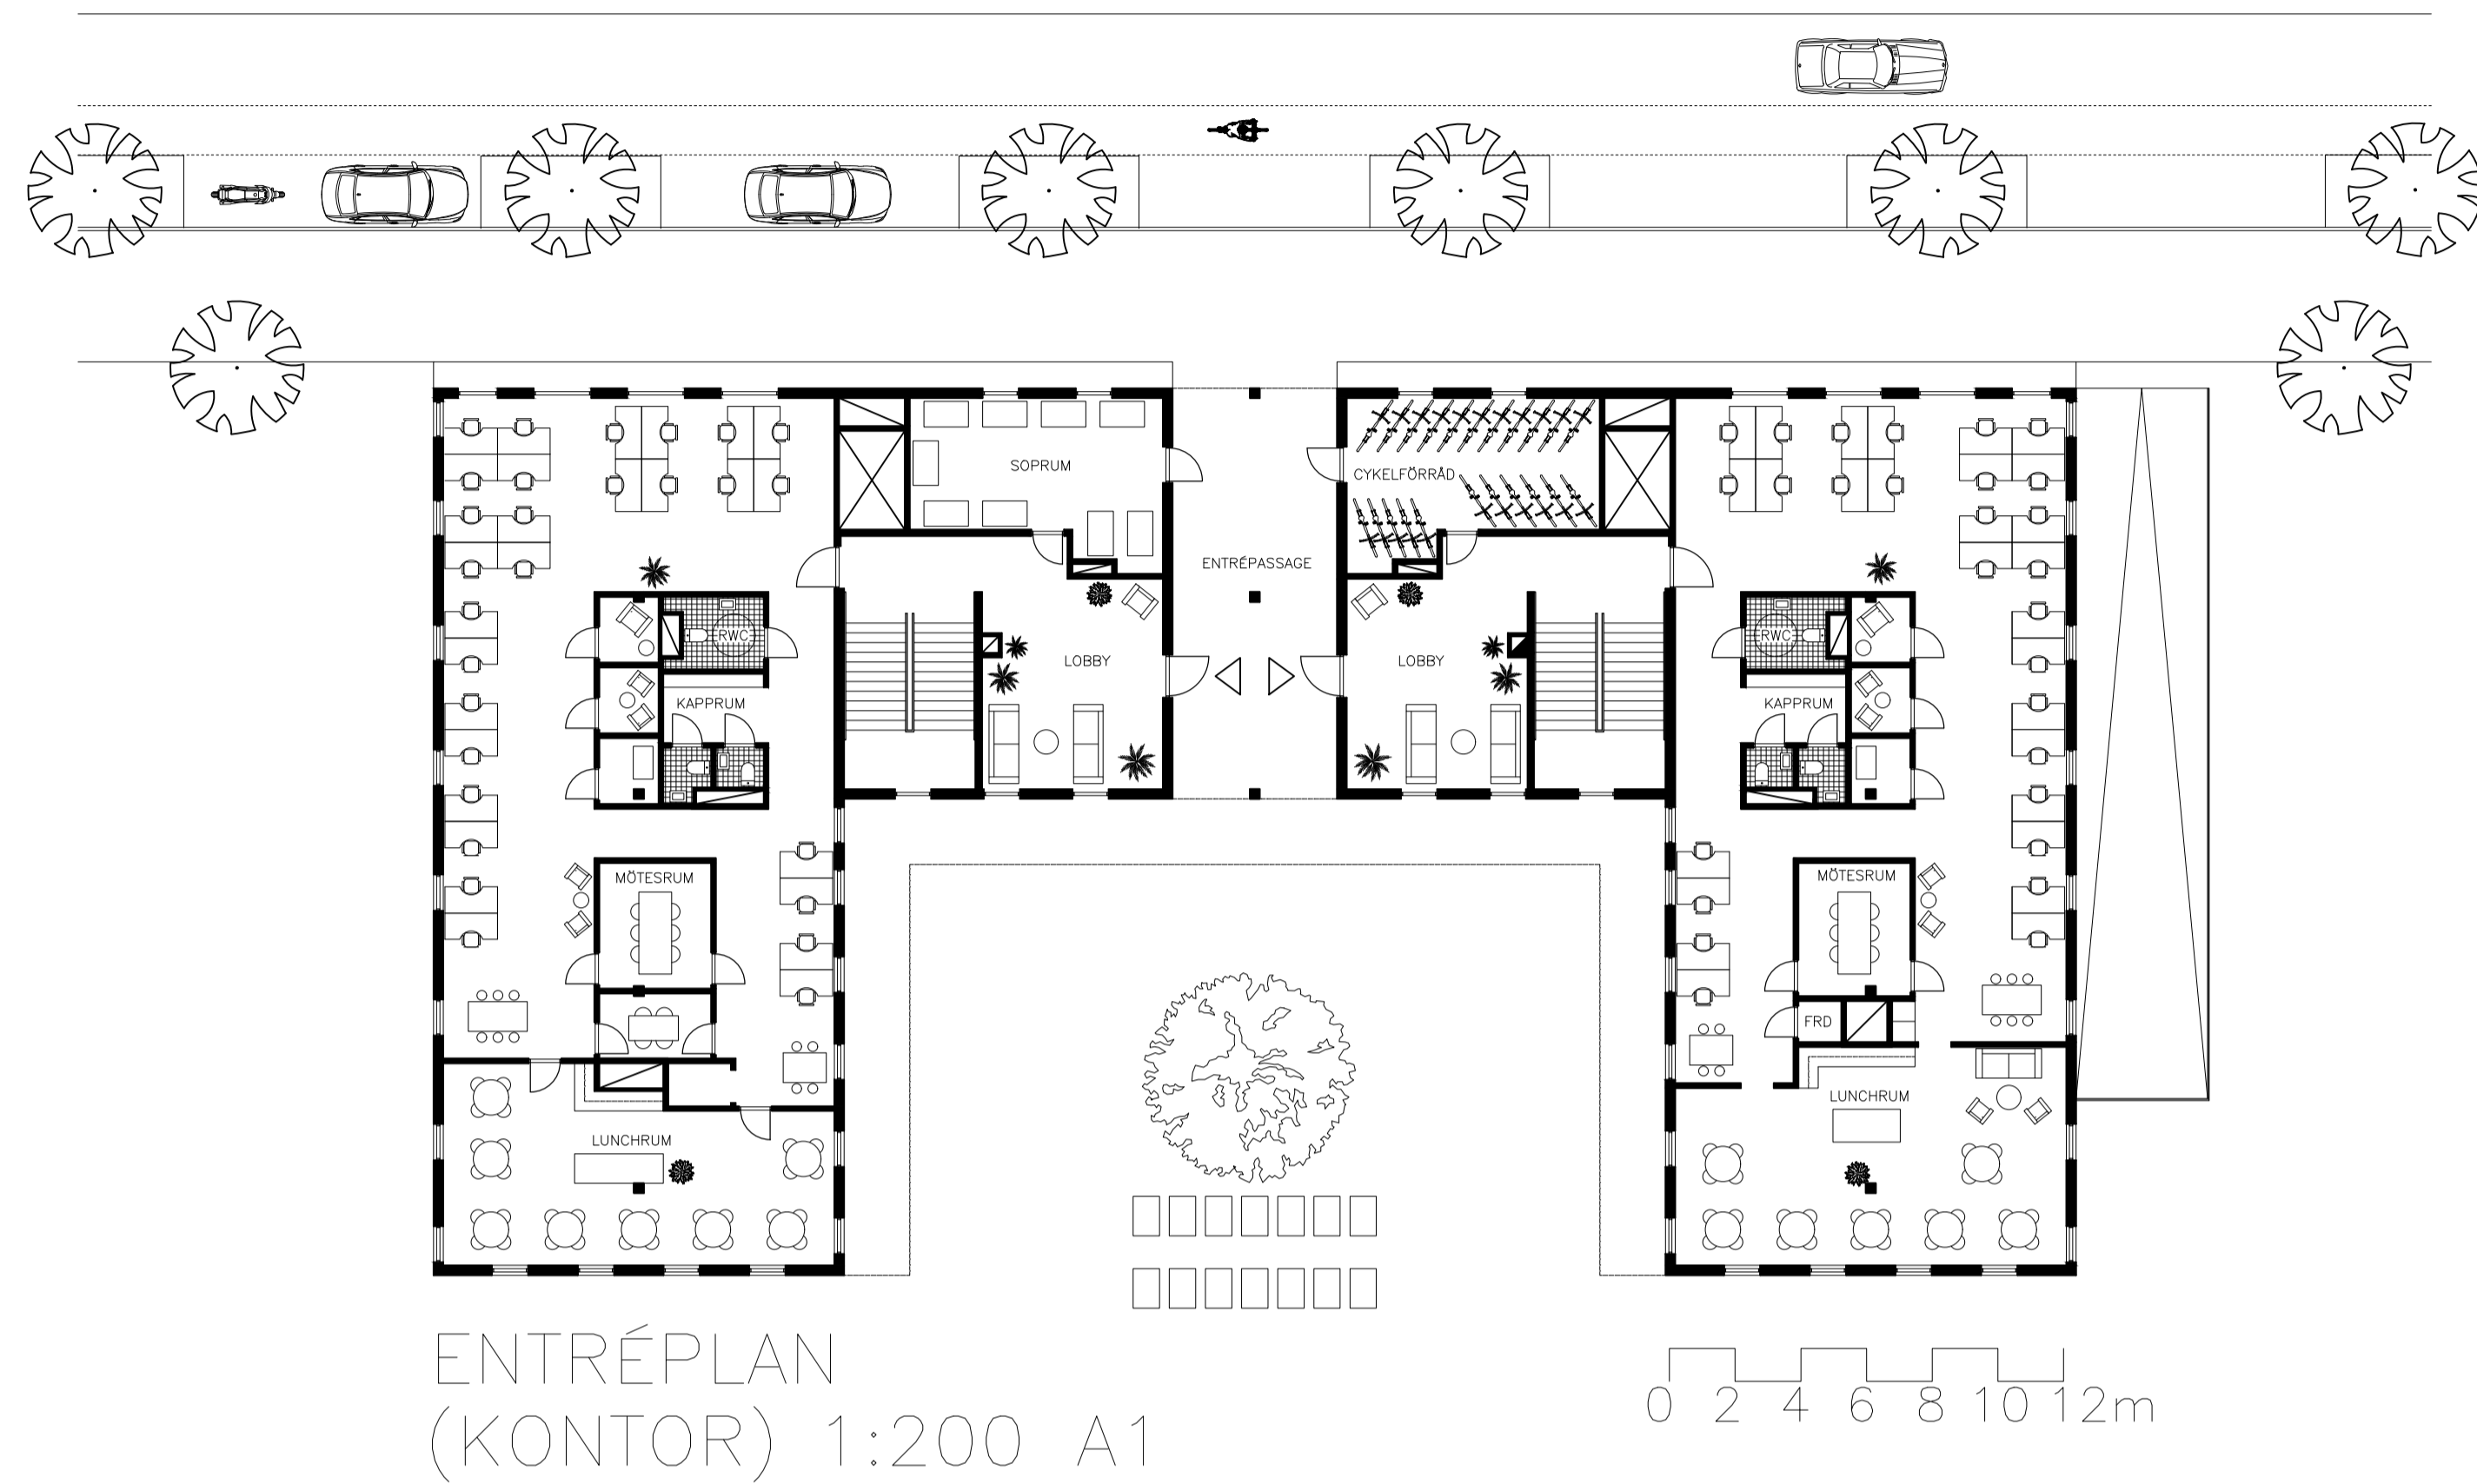 SOPRUM
CYKELFÖRRÅD
ENTRÉPASSAGE
RWC
RWC
LOBBY
LOBBY
KAPPRUM
KAPPRUM
MÖTESRUM
MÖTESRUM
FRD
LUNCHRUM
LUNCHRUM
ENTRÉPLAN
(KONTOR) 1:200 A1
0 2 4 6 8 10 12m